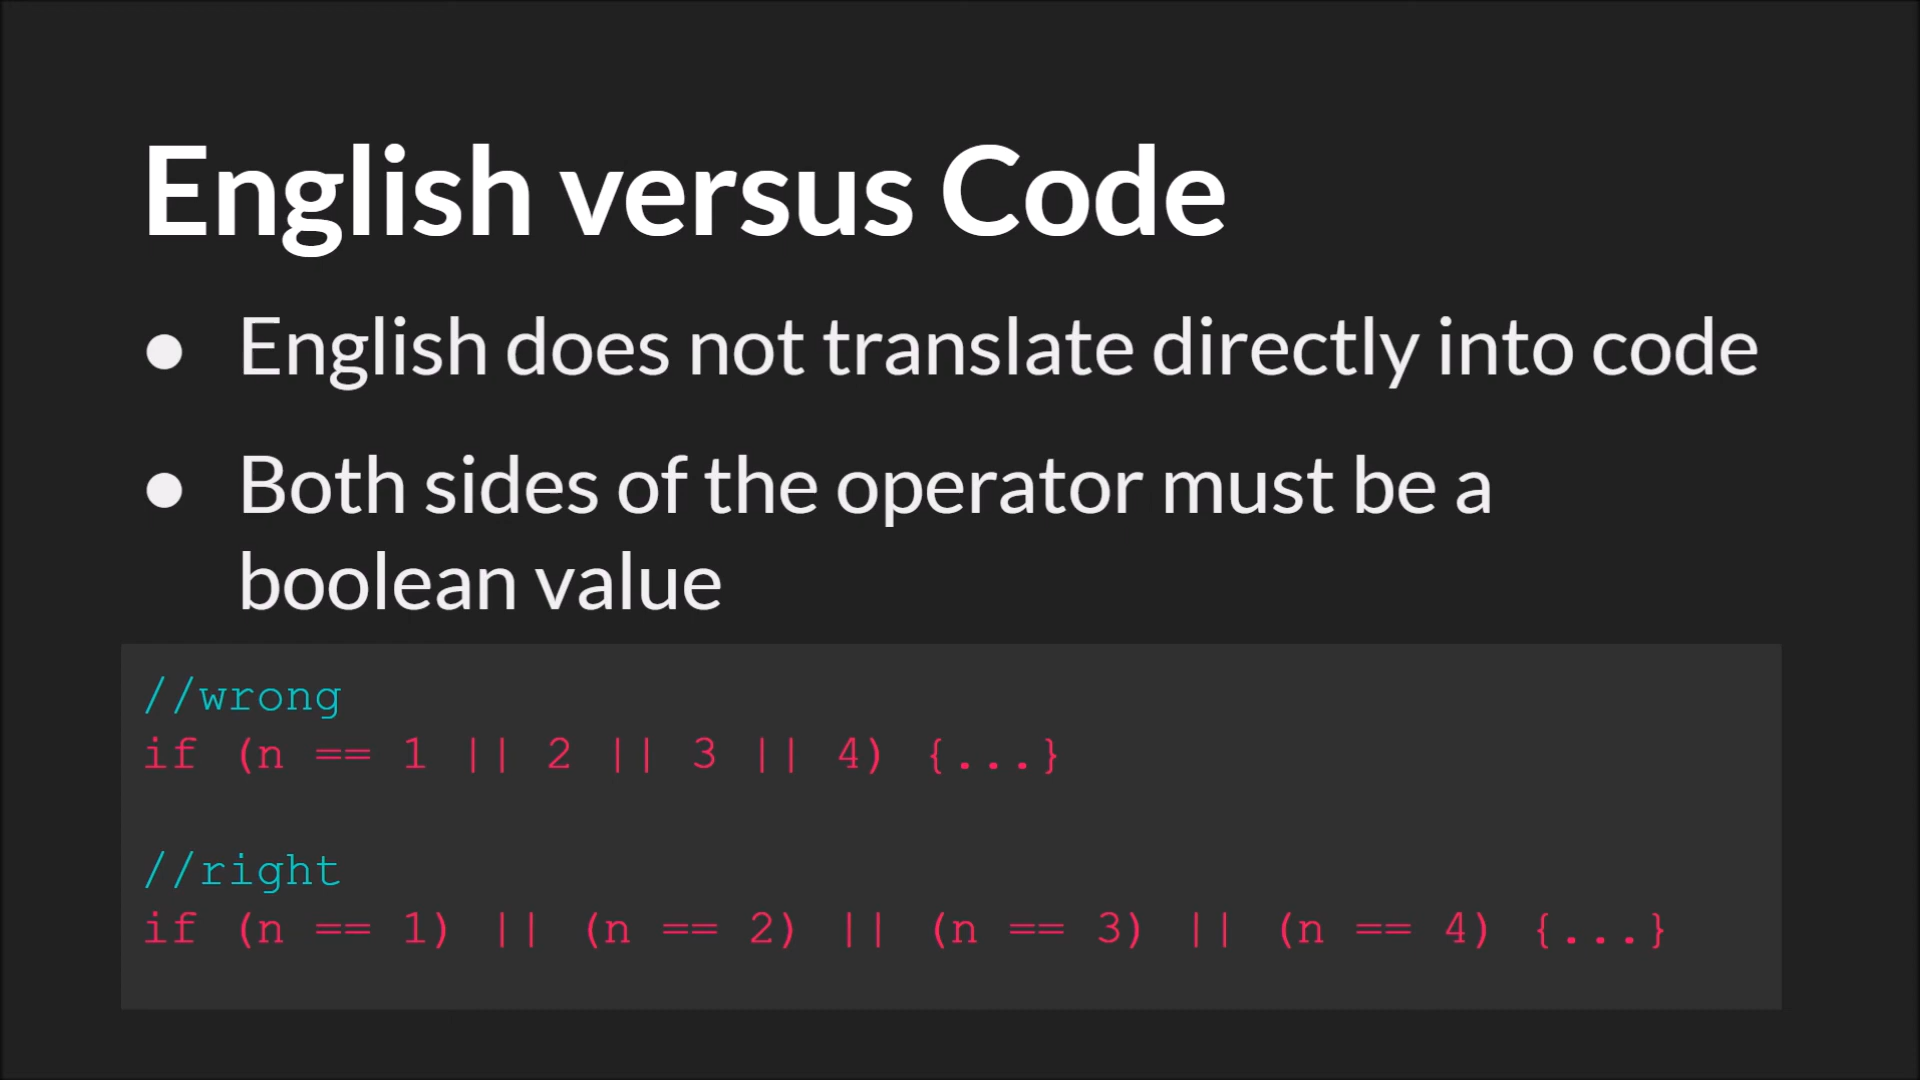 English versus Code
● English does not translate directly into code
● Both sides of the operator must be a
boolean value
//wrong
if (n == 1 || 2 || 3 || 4) {...}
//right
if (n == 1) || (n == 2) || (n == 3) || (n == 4) {...}